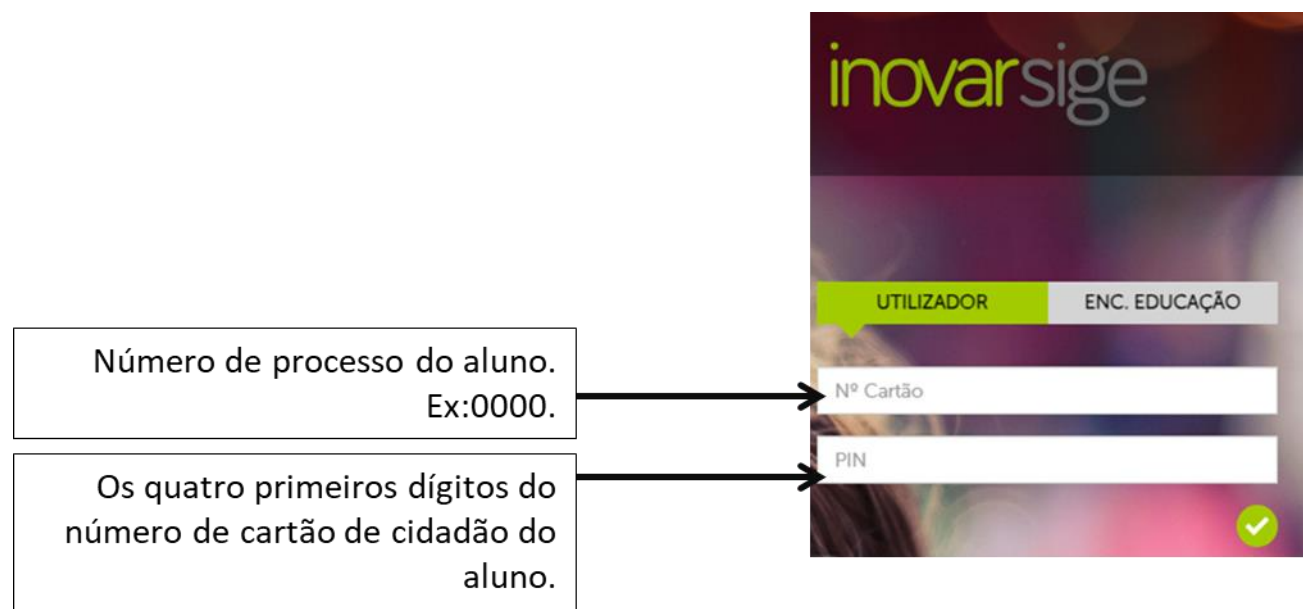 inovarsige
UTILIZADOR
ENC. EDUCAÇÃO
Número de processo do aluno.
Ex:0000.
Nº Cartão
Os quatro primeiros dígitos do
número de cartão de cidadão do
aluno.
PIN